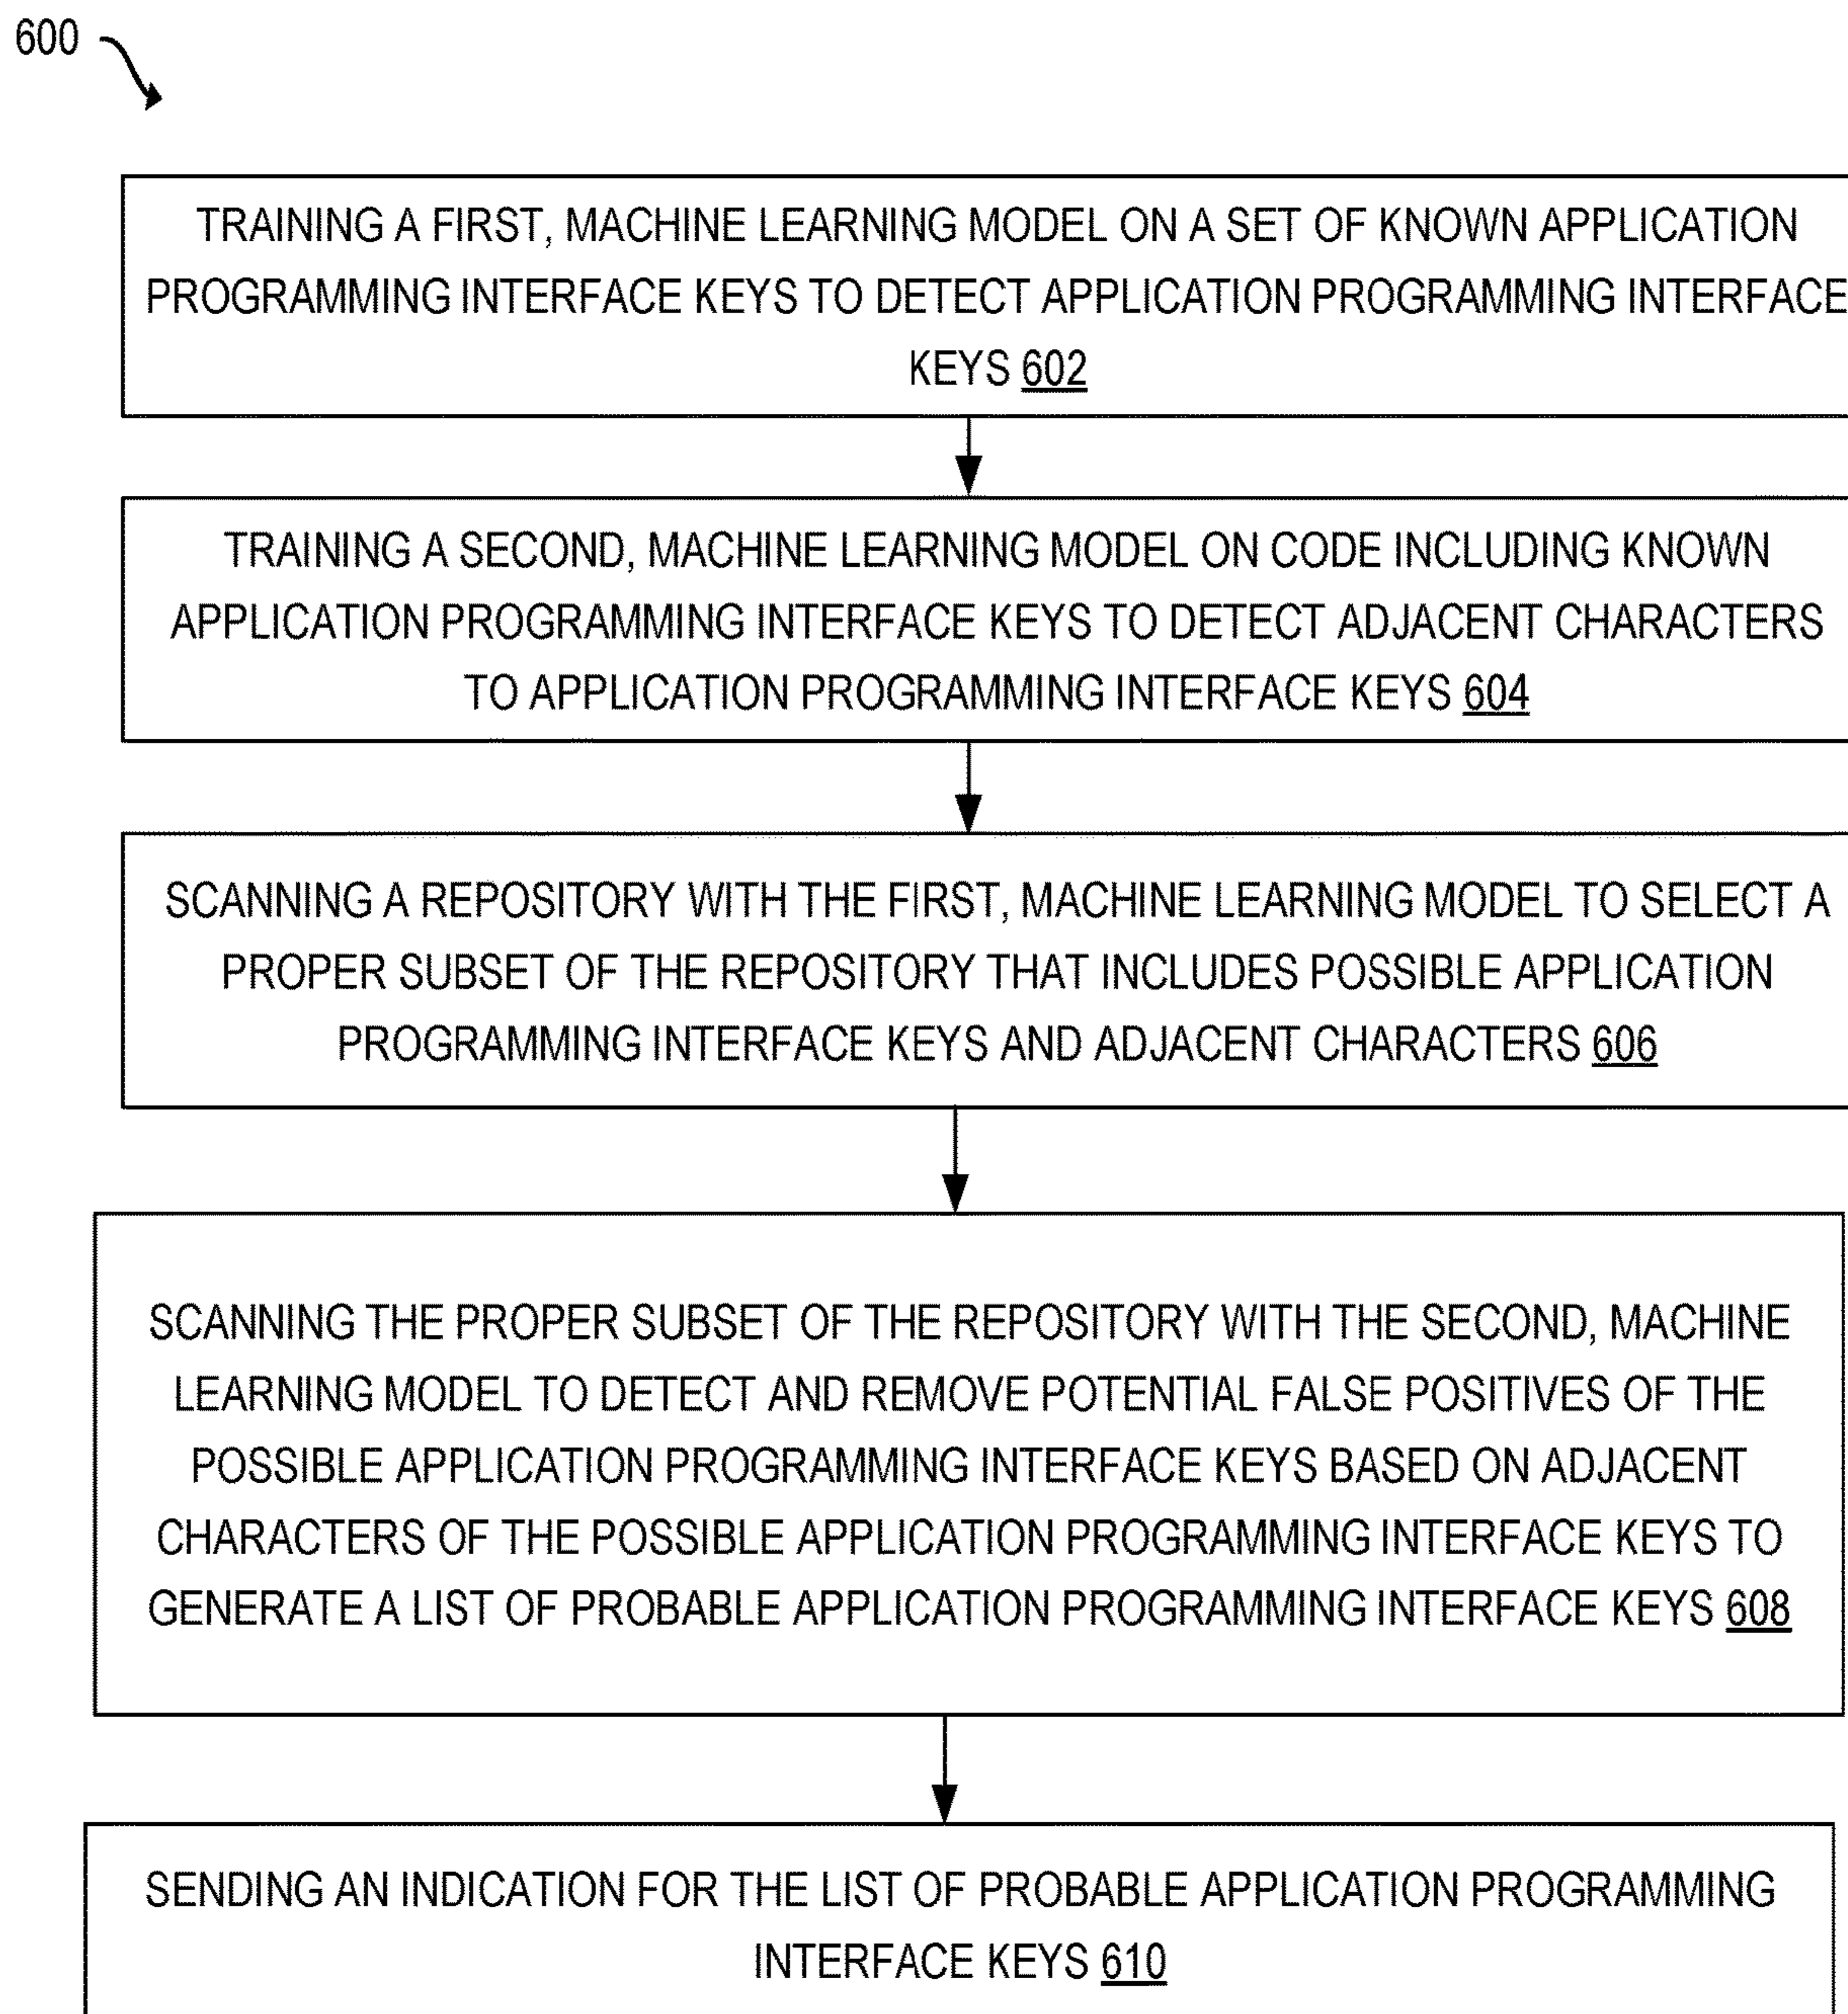 600
TRAINING A FIRST, MACHINE LEARNING MODEL ON A SET OF KNOWN APPLICATION
PROGRAMMING INTERFACE KEYS TO DETECT APPLICATION PROGRAMMING INTERFACE
KEYS 602
TRAINING A SECOND, MACHINE LEARNING MODEL ON CODE INCLUDING KNOWN
APPLICATION PROGRAMMING INTERFACE KEYS TO DETECT ADJACENT CHARACTERS
TO APPLICATION PROGRAMMING INTERFACE KEYS 604
SCANNING A REPOSITORY WITH THE FIRST, MACHINE LEARNING MODEL TO SELECT A
PROPER SUBSET OF THE REPOSITORY THAT INCLUDES POSSIBLE APPLICATION
PROGRAMMING INTERFACE KEYS AND ADJACENT CHARACTERS 606
SCANNING THE PROPER SUBSET OF THE REPOSITORY WITH THE SECOND, MACHINE
LEARNING MODEL TO DETECT AND REMOVE POTENTIAL FALSE POSITIVES OF THE
POSSIBLE APPLICATION PROGRAMMING INTERFACE KEYS BASED ON ADJACENT
CHARACTERS OF THE POSSIBLE APPLICATION PROGRAMMING INTERFACE KEYS TO
GENERATE A LIST OF PROBABLE APPLICATION PROGRAMMING INTERFACE KEYS 608
SENDING AN INDICATION FOR THE LIST OF PROBABLE APPLICATION PROGRAMMING
INTERFACE KEYS 610